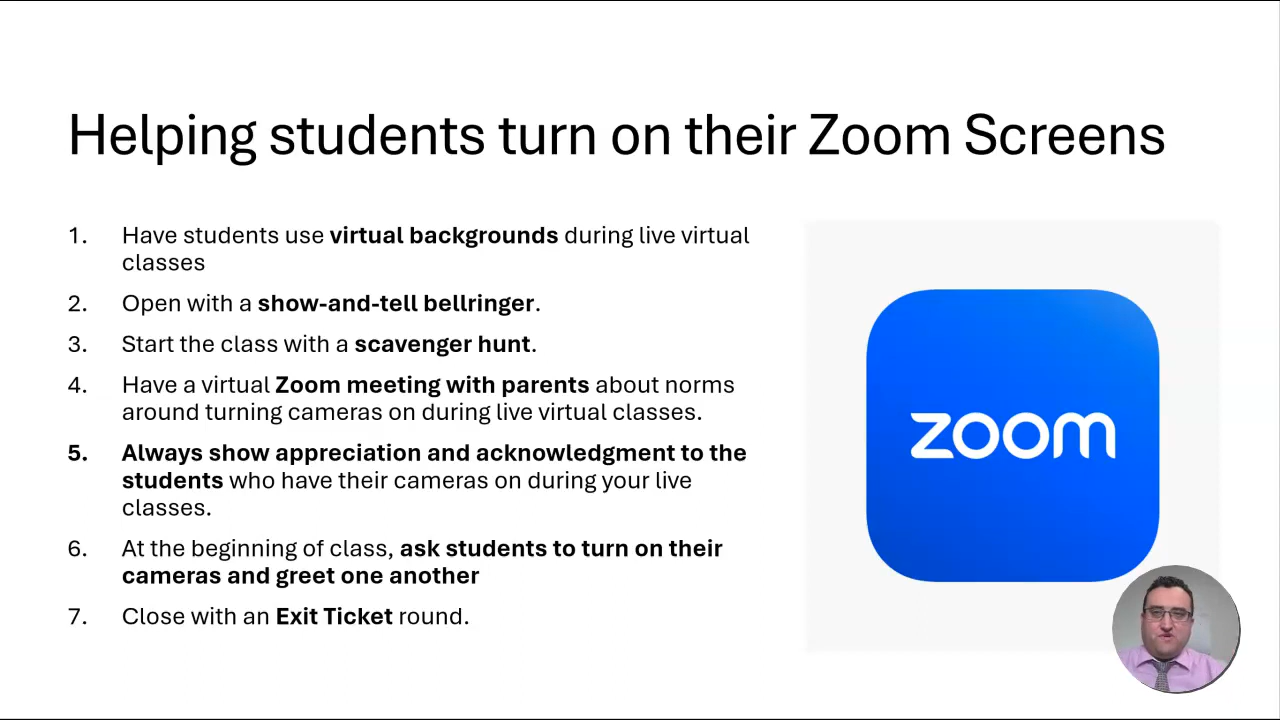 Helping students turn on their Zoom Screens
1. Have students use virtual backgrounds during live virtual
classes
2. Open with a show-and-tell bellringer.
3. Start the class with a scavenger hunt.
4. Have a virtual Zoom meeting with parents about norms
around turning cameras on during live virtual classes.
5. Always show appreciation and acknowledgment to the
students who have their cameras on during your live
classes.
6. At the beginning of class, ask students to turn on their
cameras and greet one another
7. Close with an Exit Ticket round.
zoom